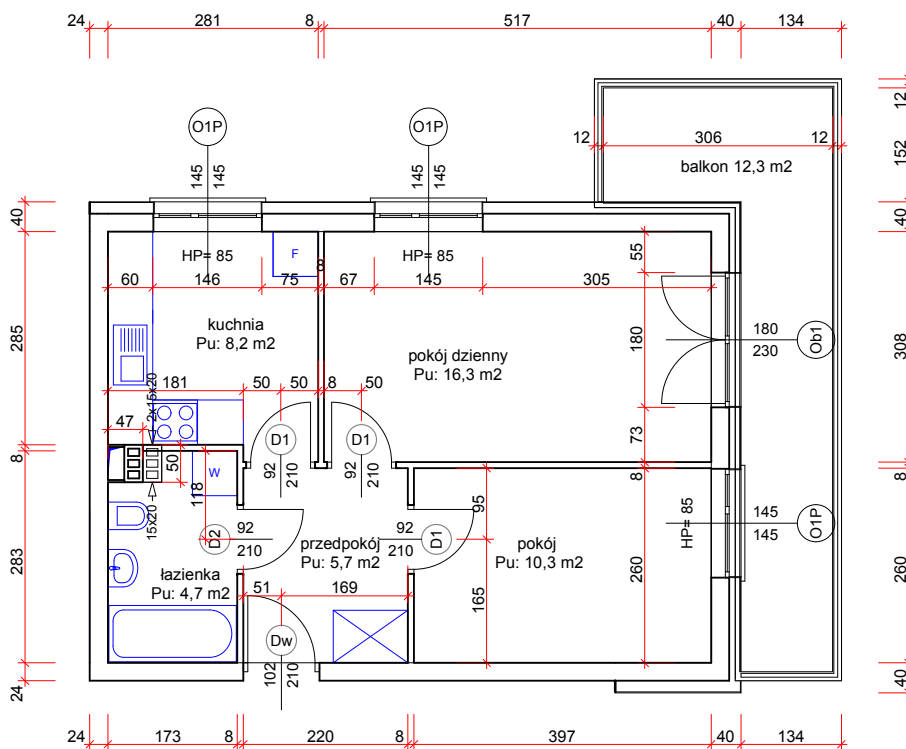 24 281 8 517 40 134
12 306 12
balkon 12,3 m2
12
152
40
308
8
260
40
O1P
145
145
O1P
145
145
40
285
8
283
24
HP= 85
F
8
HP= 85
55
60 146 75 67 145 305
kuchnia
Pu: 8,2 m2
180
180
230
Ob1
pokój dzienny
Pu: 16,3 m2
181 50 50 8 50
2x15x20
47
D1
92
210
D1
92
210
73
8
50
W
118
15x20
95
HP= 85
145
145
O1P
D2
92
210
przedpokój
Pu: 5,7 m2
92
210
D1
pokój
Pu: 10,3 m2
260
łazienka
Pu: 4,7 m2
51 169
165
Dw
102
210
24 173 8 220 8 397 40 134